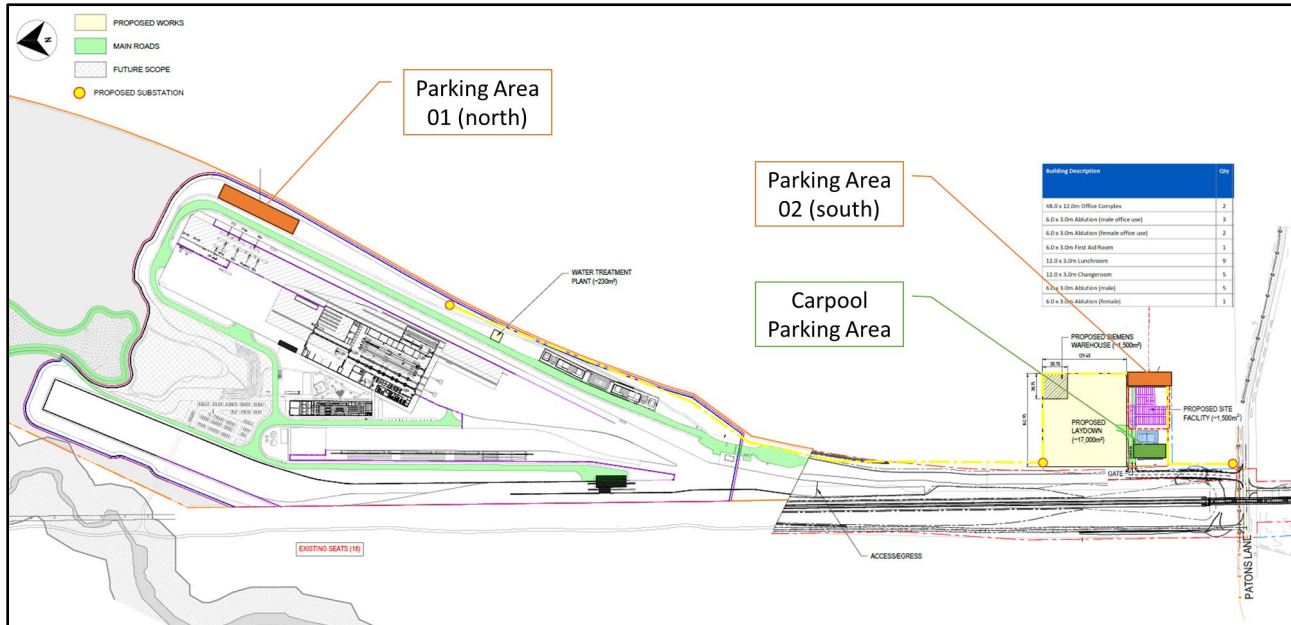 N
PROPOSED WORKS
MAIN ROADS
FUTURE SCOPE
PROPOSED SUBSTATION
Parking Area
01 (north)
Parking Area
02 (south)
Carpool
Parking Area
Building Description Qty
48.0 x 12.0m Office Complex 2
6.0 x 3.0m Ablution (male office use) 3
6.0 x 3.0m Ablution (female office use) 2
6.0 x 3.0m First Aid Room 1
12.0 x 3.0m Lunchroom 9
12.0 x 3.0m Changeroom 5
6.0 x 3.0m Ablution (male) 5
6.0 x 3.0m Ablution (female) 1
WATER TREATMENT
PLANT (~230m²)
PROPOSED SIEMENS
WAREHOUSE (~1,500m²)
PROPOSED
LAYDOWN
(~17,000m²)
PROPOSED SITE
FACILITY (~1,500m²)
GATE
ACCESS/EGRESS
EXISTING SEATS (18)
PATONS LANE